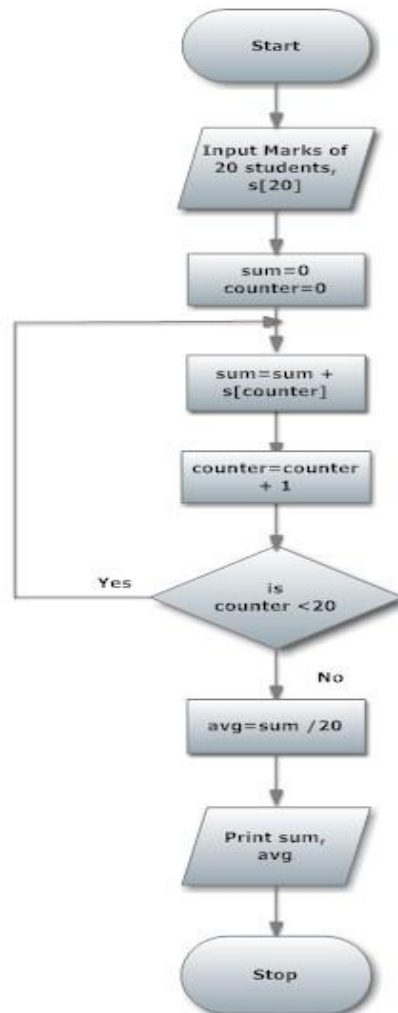 Start
Input Marks of
20 students,
s[20]
sum=0
counter=0
sum=sum +
s[counter]
counter=counter
+ 1
Yes
is
counter <20
No
avg=sum /20
Print sum,
avg
Stop